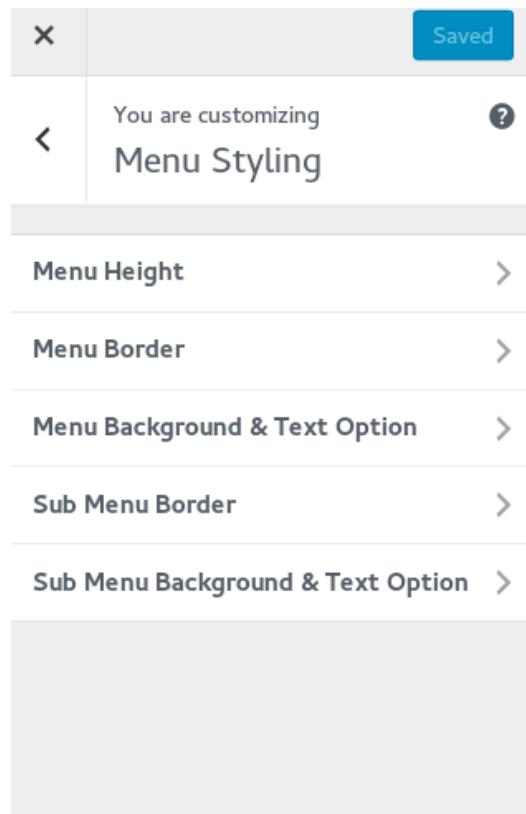 Saved
You are customizing
Menu Styling
Menu Height
Menu Border
Menu Background & Text Option
Sub Menu Border
Sub Menu Background & Text Option